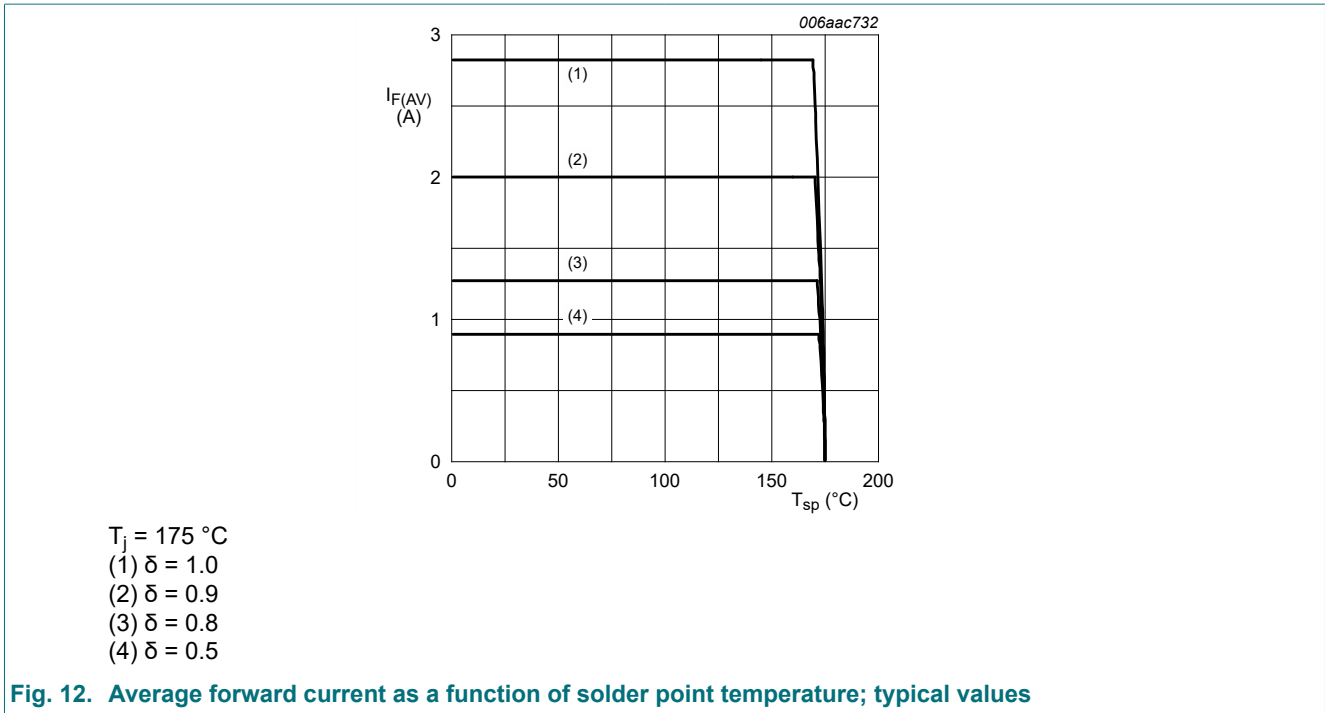 006aac732
3
I_F(AV)
(A)
(1)
(2)
2
(3)
(4)
1
0
0 50 100 150 200
T_sp (°C)
T_j = 175 °C
(1) δ = 1.0
(2) δ = 0.9
(3) δ = 0.8
(4) δ = 0.5
Fig. 12. Average forward current as a function of solder point temperature; typical values